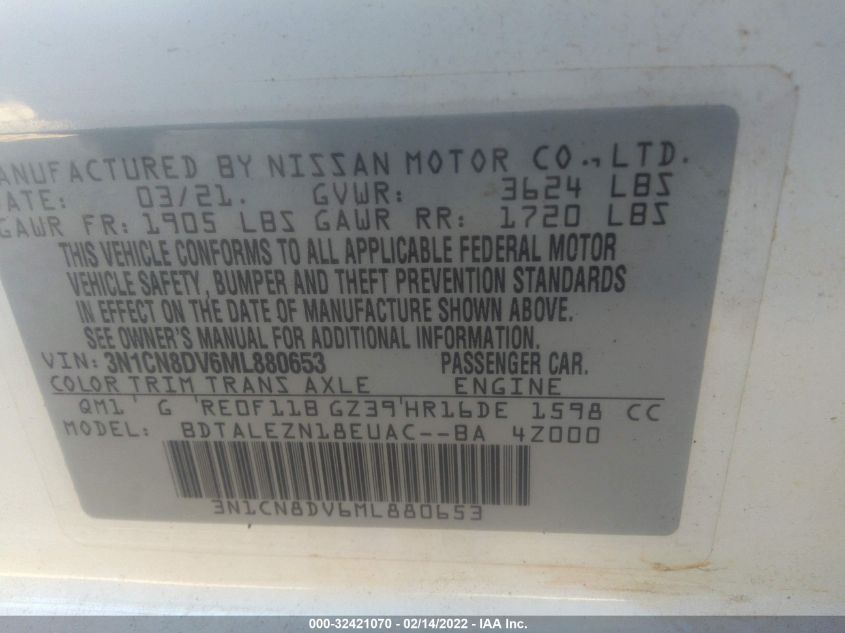 MANUFACTURED BY NISSAN MOTOR CO., LTD.
DATE: 03/21. GVWR: 3624 LBS
GAWR FR: 1905 LBS GAWR RR: 1720 LBS
THIS VEHICLE CONFORMS TO ALL APPLICABLE FEDERAL MOTOR
VEHICLE SAFETY, BUMPER AND THEFT PREVENTION STANDARDS
IN EFFECT ON THE DATE OF MANUFACTURE SHOWN ABOVE.
SEE OWNER'S MANUAL FOR ADDITIONAL INFORMATION.
VIN: 3N1CN8DV6ML880653 PASSENGER CAR.
COLOR TRIM TRANS AXLE ENGINE
QM1 G RE0F11B GZ39 HR16DE 1598 CC
MODEL: BDTALEZN18EUAC--BA 4Z000
3N1CN8DV6ML880653
000-32421070 - 02/14/2022 - IAA Inc.